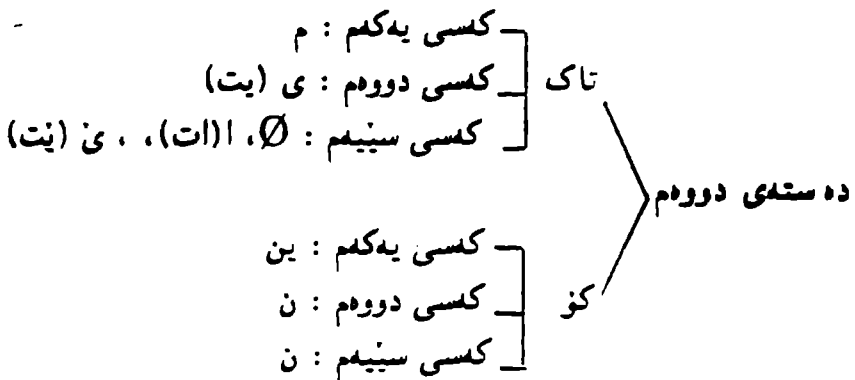 کەسی یەکەم : م
تاک کەسی دووەم : ی (یت)
کەسی سێیەم : Ø، ا(ات)، ، ێ (ێت)
دەستەی دووەم
کەسی یەکەم : ین
کۆ کەسی دووەم : ن
کەسی سێیەم : ن